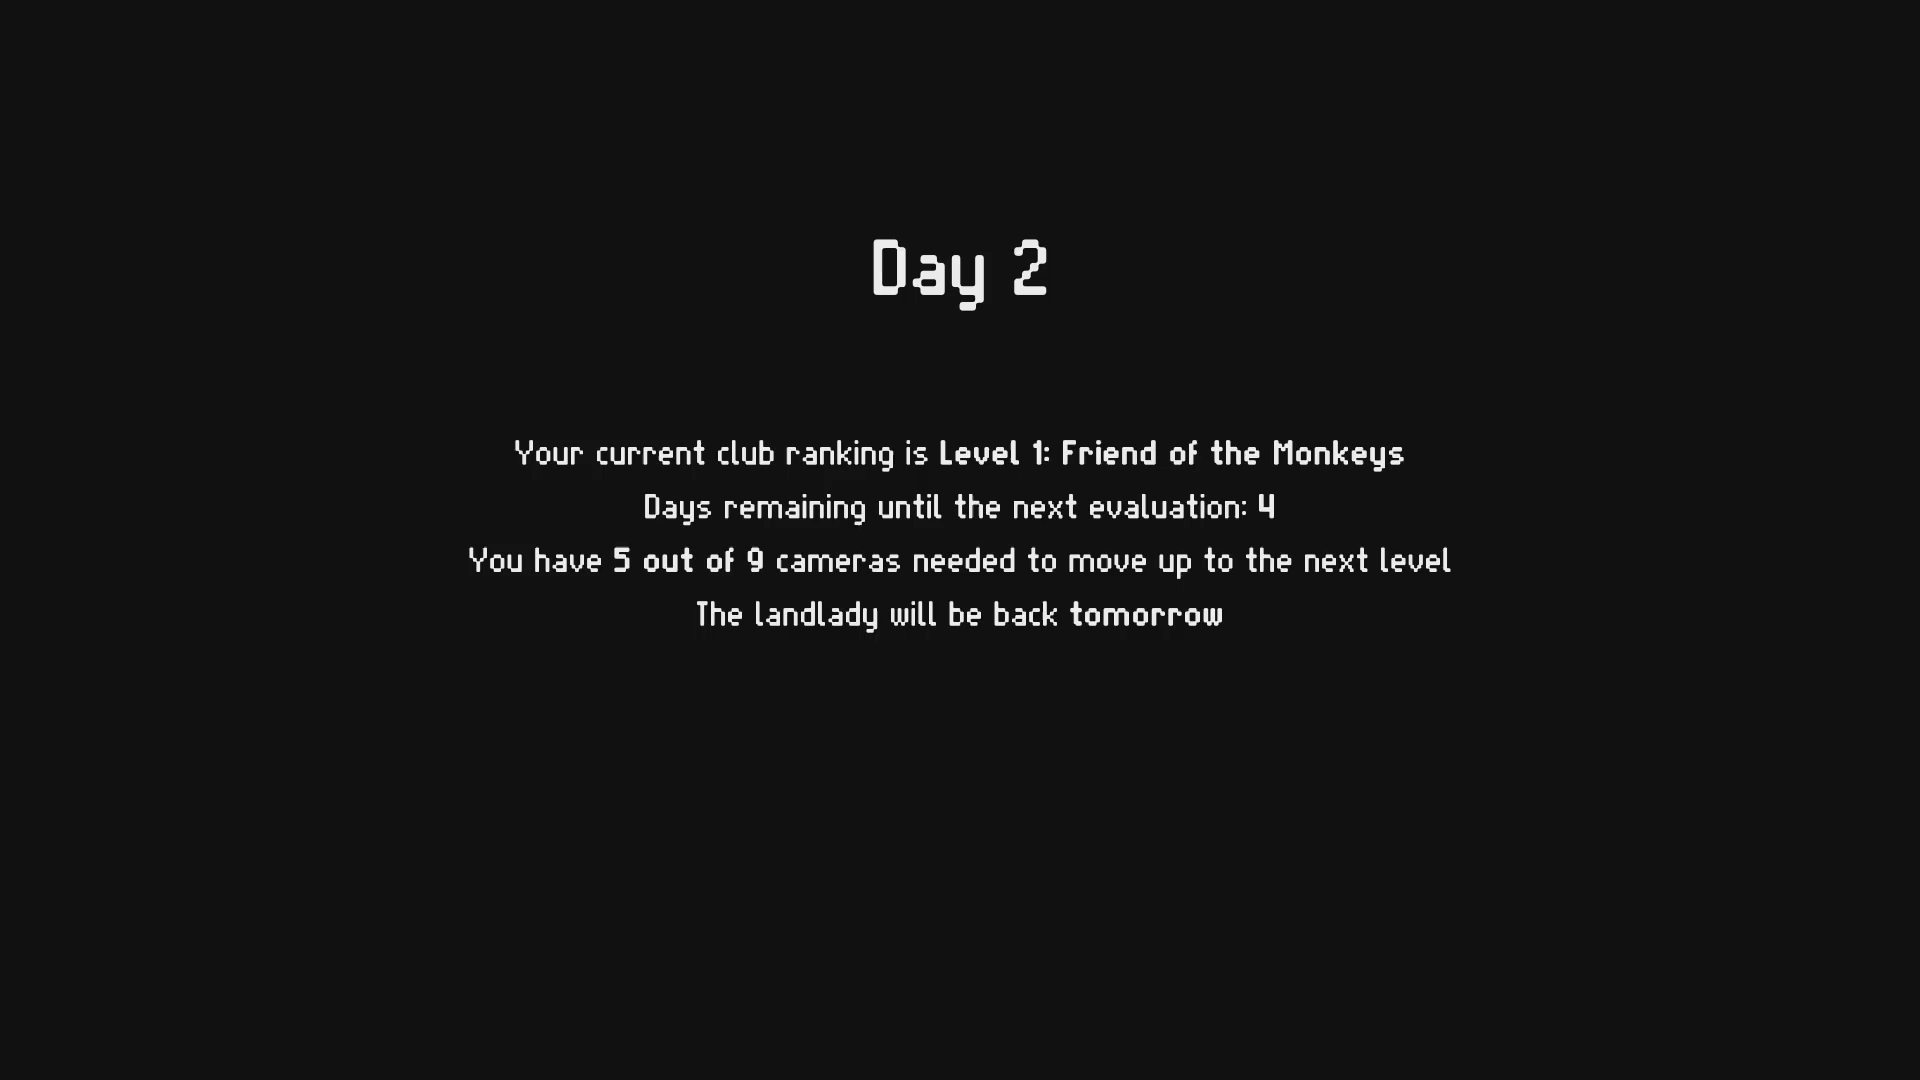 Day 2
Your current club ranking is Level 1: Friend of the Monkeys
Days remaining until the next evaluation: 4
You have 5 out of 9 cameras needed to move up to the next level
The landlady will be back tomorrow